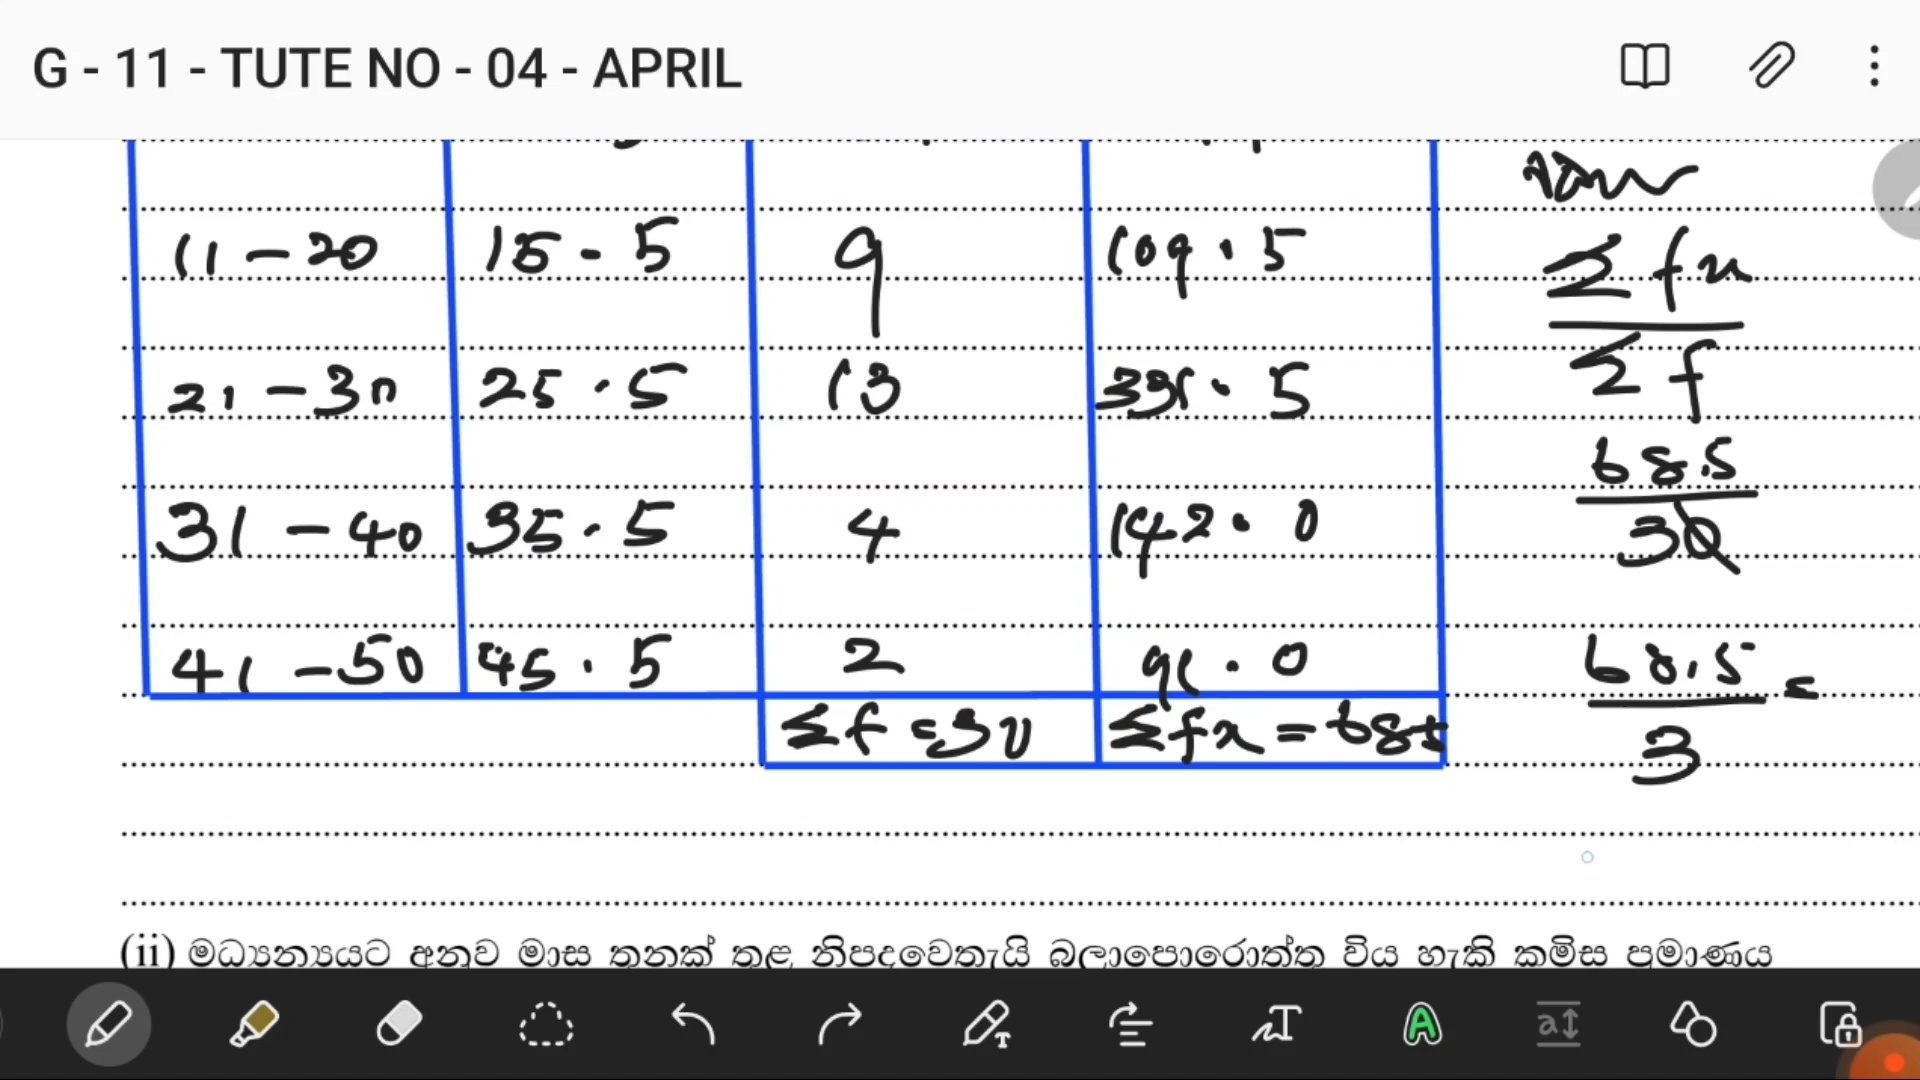 G - 11 - TUTE NO - 04 - APRIL
11 - 20 15 . 5 9 109 . 5
21 - 30 25 . 5 13 331 . 5
31 - 40 35 . 5 4 142 . 0
41 - 50 45 . 5 2 91 . 0
Σf = 30 Σfx = 685
Σfx
Σf
68.5
30
68.5 =
3
(ii) මධ්‍යන්‍යයට අනුව මාස තුනක් තුළ නිපදවෙතැයි බලාපොරොත්තු විය හැකි කමිස ප්‍රමාණය